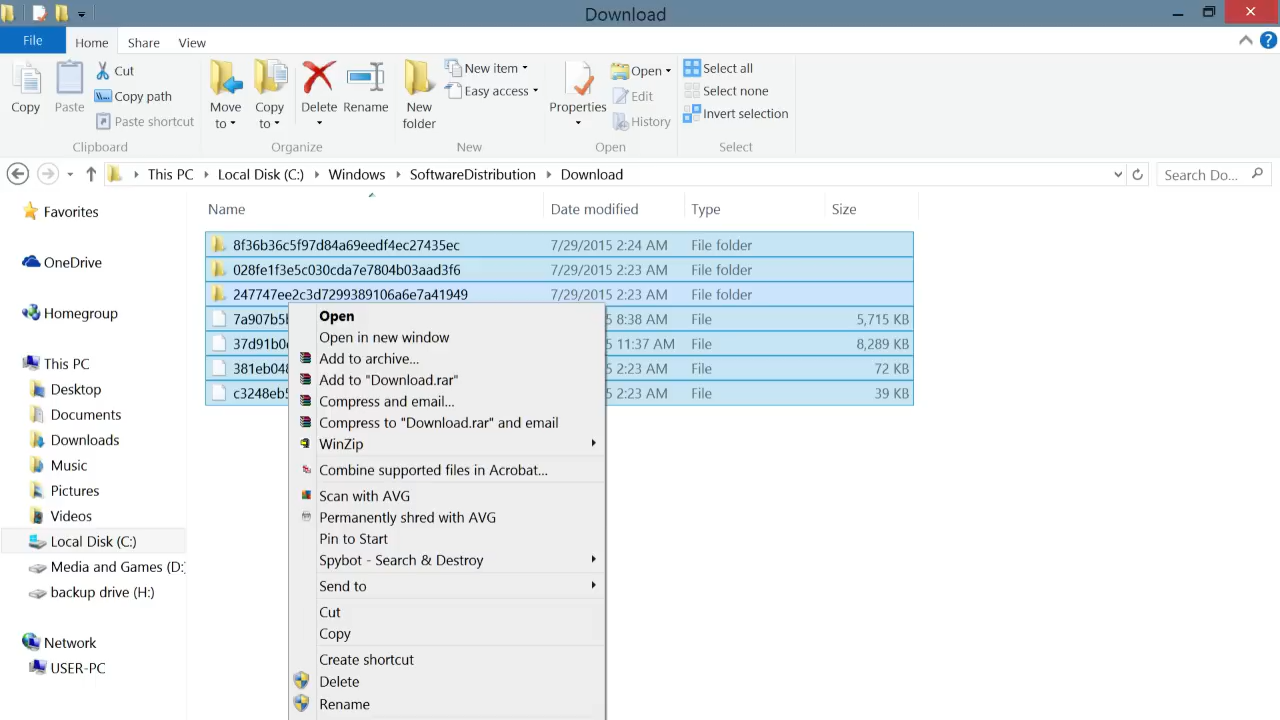 Download
File
Home
Share
View
Copy
Paste
Cut
Copy path
Paste shortcut
Clipboard
Move to
Copy to
Delete
Rename
Organize
New folder
New item
Easy access
New
Properties
Open
Edit
History
Open
Select all
Select none
Invert selection
Select
This PC
Local Disk (C:)
Windows
SoftwareDistribution
Download
Search Do...
Favorites
OneDrive
Homegroup
This PC
Desktop
Documents
Downloads
Music
Pictures
Videos
Local Disk (C:)
Media and Games (D:
backup drive (H:)
Network
USER-PC
Name Date modified Type Size
8f36b36c5f97d84a69eedf4ec27435ec 7/29/2015 2:24 AM File folder
028fe1f3e5c030cda7e7804b03aad3f6 7/29/2015 2:23 AM File folder
247747ee2c3d7299389106a6e7a41949 7/29/2015 2:23 AM File folder
7a907b5 5 8:38 AM File 5,715 KB
37d91b0 5 11:37 AM File 8,289 KB
381eb048 5 2:23 AM File 72 KB
c3248eb5 5 2:23 AM File 39 KB
Open
Open in new window
Add to archive...
Add to "Download.rar"
Compress and email...
Compress to "Download.rar" and email
WinZip
Combine supported files in Acrobat...
Scan with AVG
Permanently shred with AVG
Pin to Start
Spybot - Search & Destroy
Send to
Cut
Copy
Create shortcut
Delete
Rename